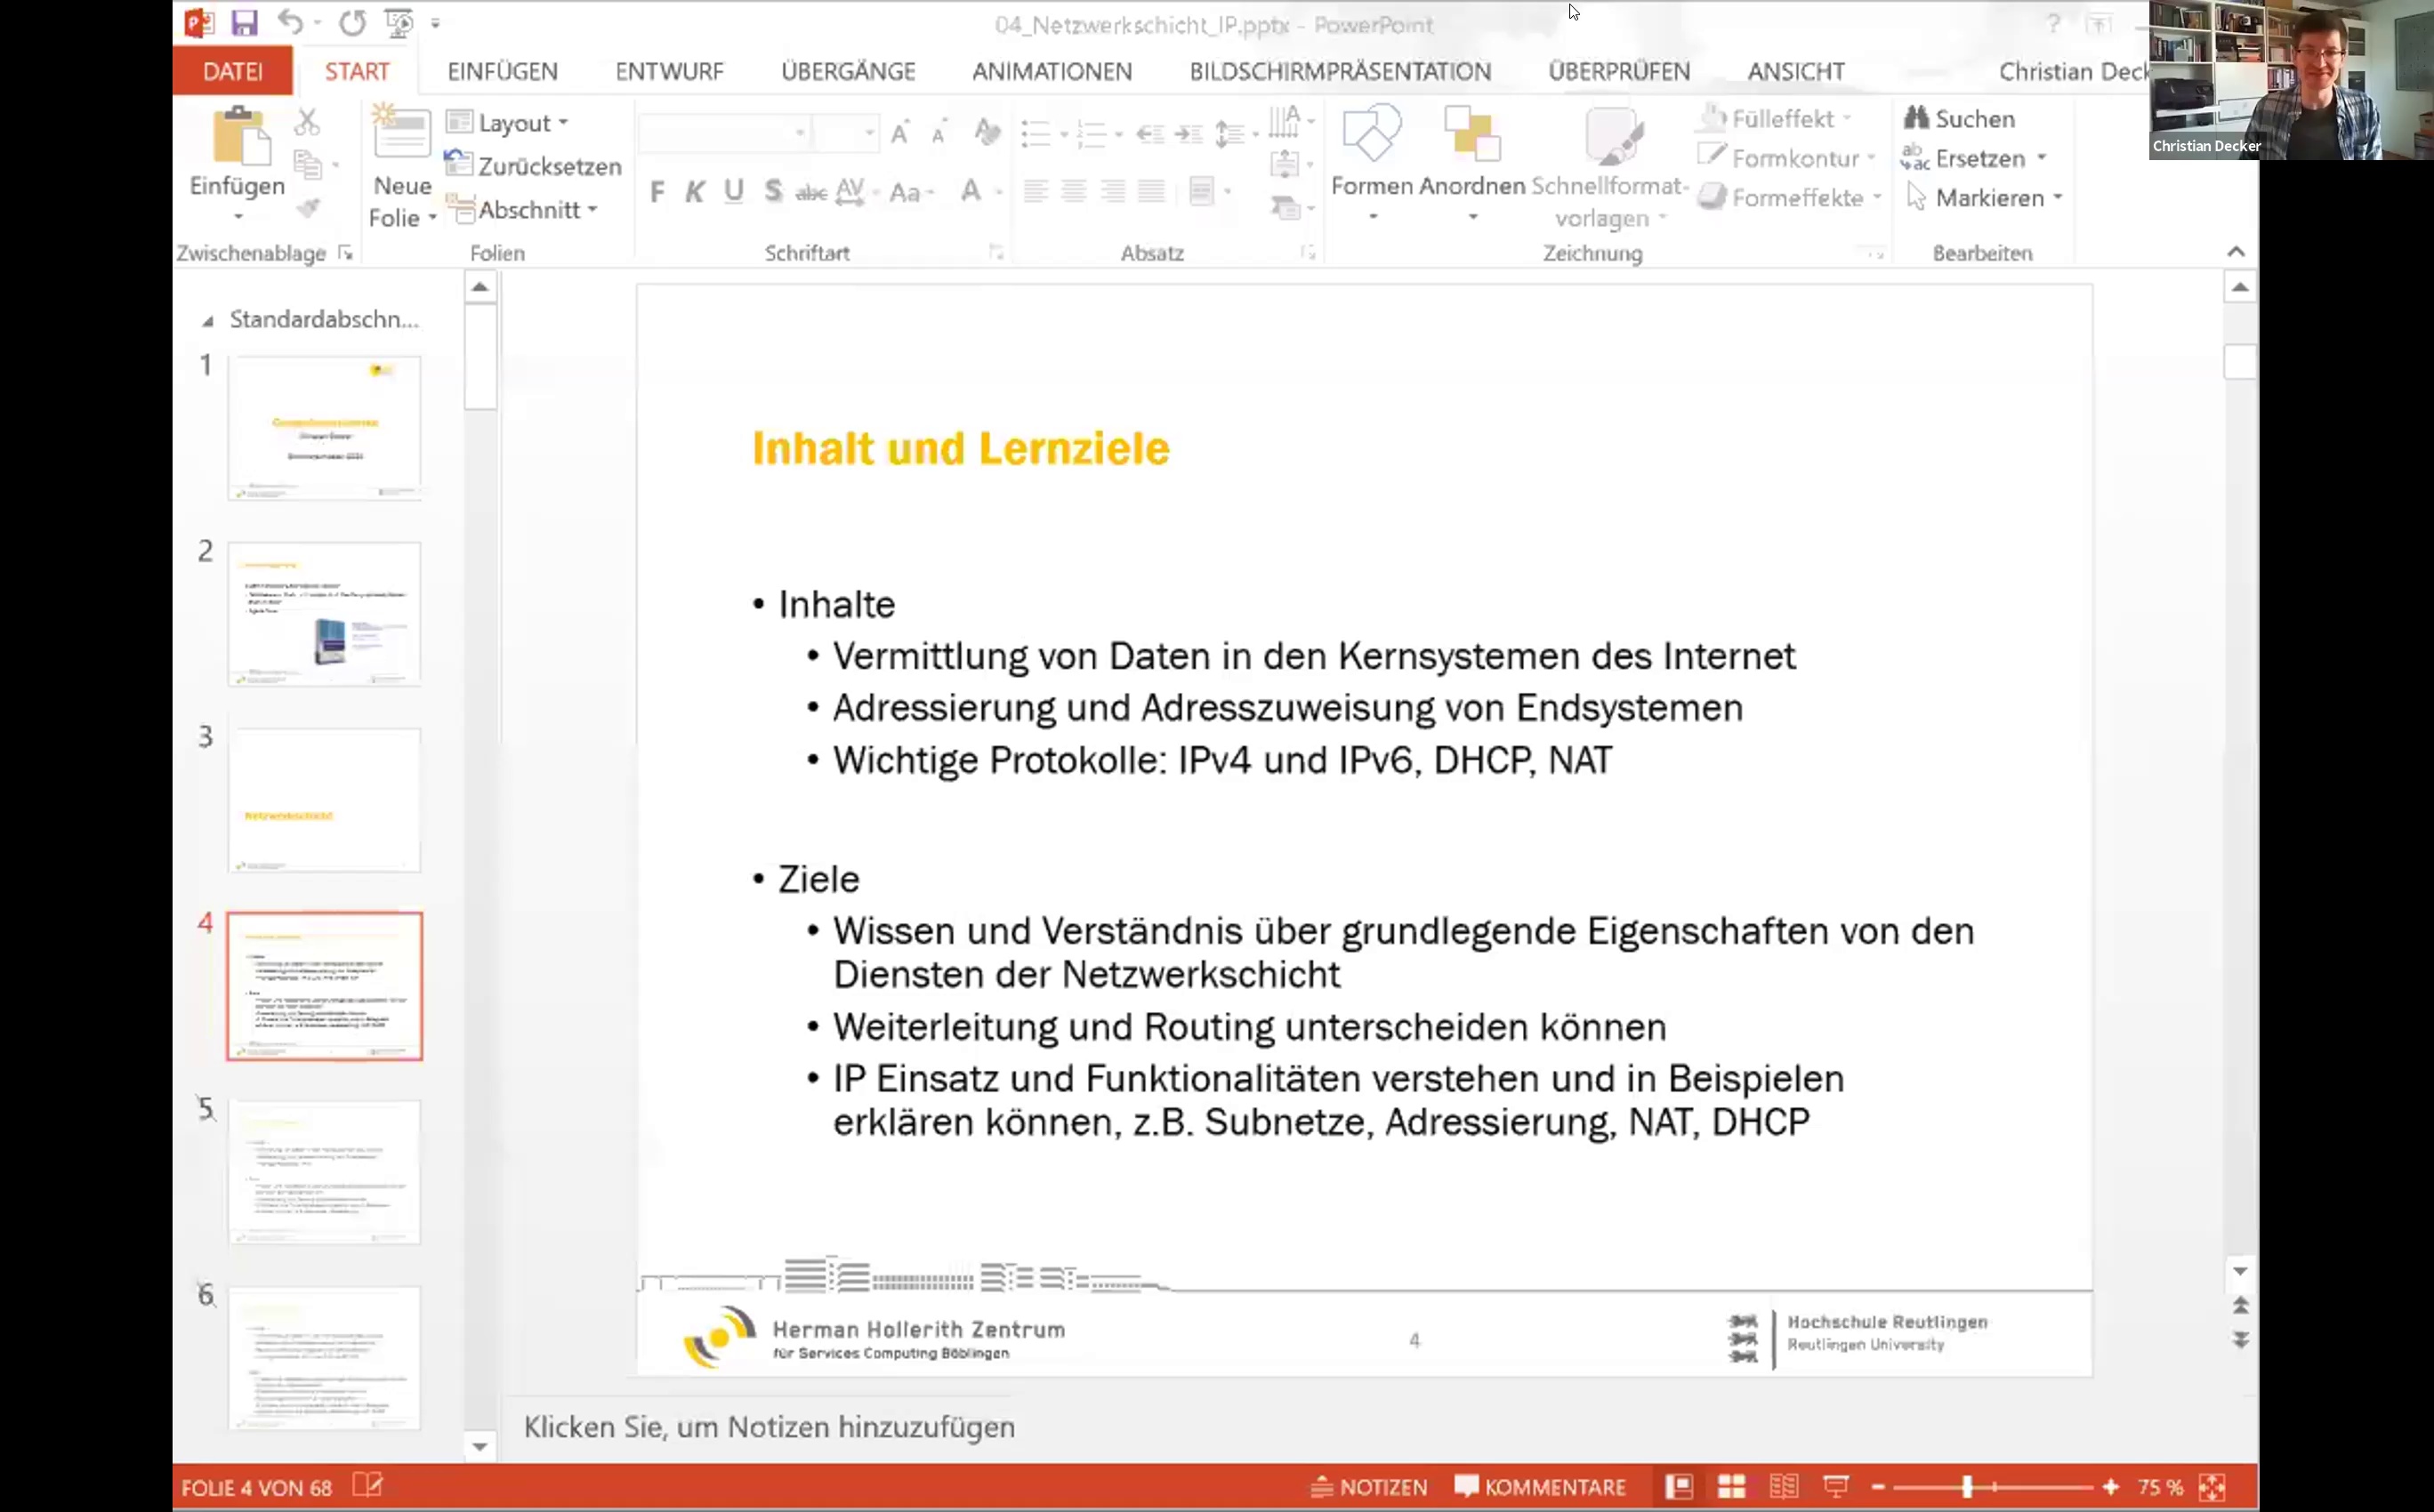 04_Netzwerkschicht_IP.pptx - PowerPoint
?
DATEI START EINFÜGEN ENTWURF ÜBERGÄNGE ANIMATIONEN BILDSCHIRMPRÄSENTATION ÜBERPRÜFEN ANSICHT Christian Deck
Christian Decker
Einfügen
Zwischenablage
Neue
Folie
Layout
Zurücksetzen
Abschnitt
Folien
F K U S abc AV Aa A
Schriftart
Absatz
Formen
Anordnen
Schnellformat-
vorlagen
Fülleffekt
Formkontur
Formeffekte
Zeichnung
Suchen
Ersetzen
Markieren
Bearbeiten
Standardabschn...
1
2
3
Netzwerkschicht
4
5
6
Inhalt und Lernziele
• Inhalte
• Vermittlung von Daten in den Kernsystemen des Internet
• Adressierung und Adresszuweisung von Endsystemen
• Wichtige Protokolle: IPv4 und IPv6, DHCP, NAT
• Ziele
• Wissen und Verständnis über grundlegende Eigenschaften von den
Diensten der Netzwerkschicht
• Weiterleitung und Routing unterscheiden können
• IP Einsatz und Funktionalitäten verstehen und in Beispielen
erklären können, z.B. Subnetze, Adressierung, NAT, DHCP
Herman Hollerith Zentrum
für Services Computing Böblingen
4
Hochschule Reutlingen
Reutlingen University
Klicken Sie, um Notizen hinzuzufügen
FOLIE 4 VON 68 NOTIZEN KOMMENTARE 75 %